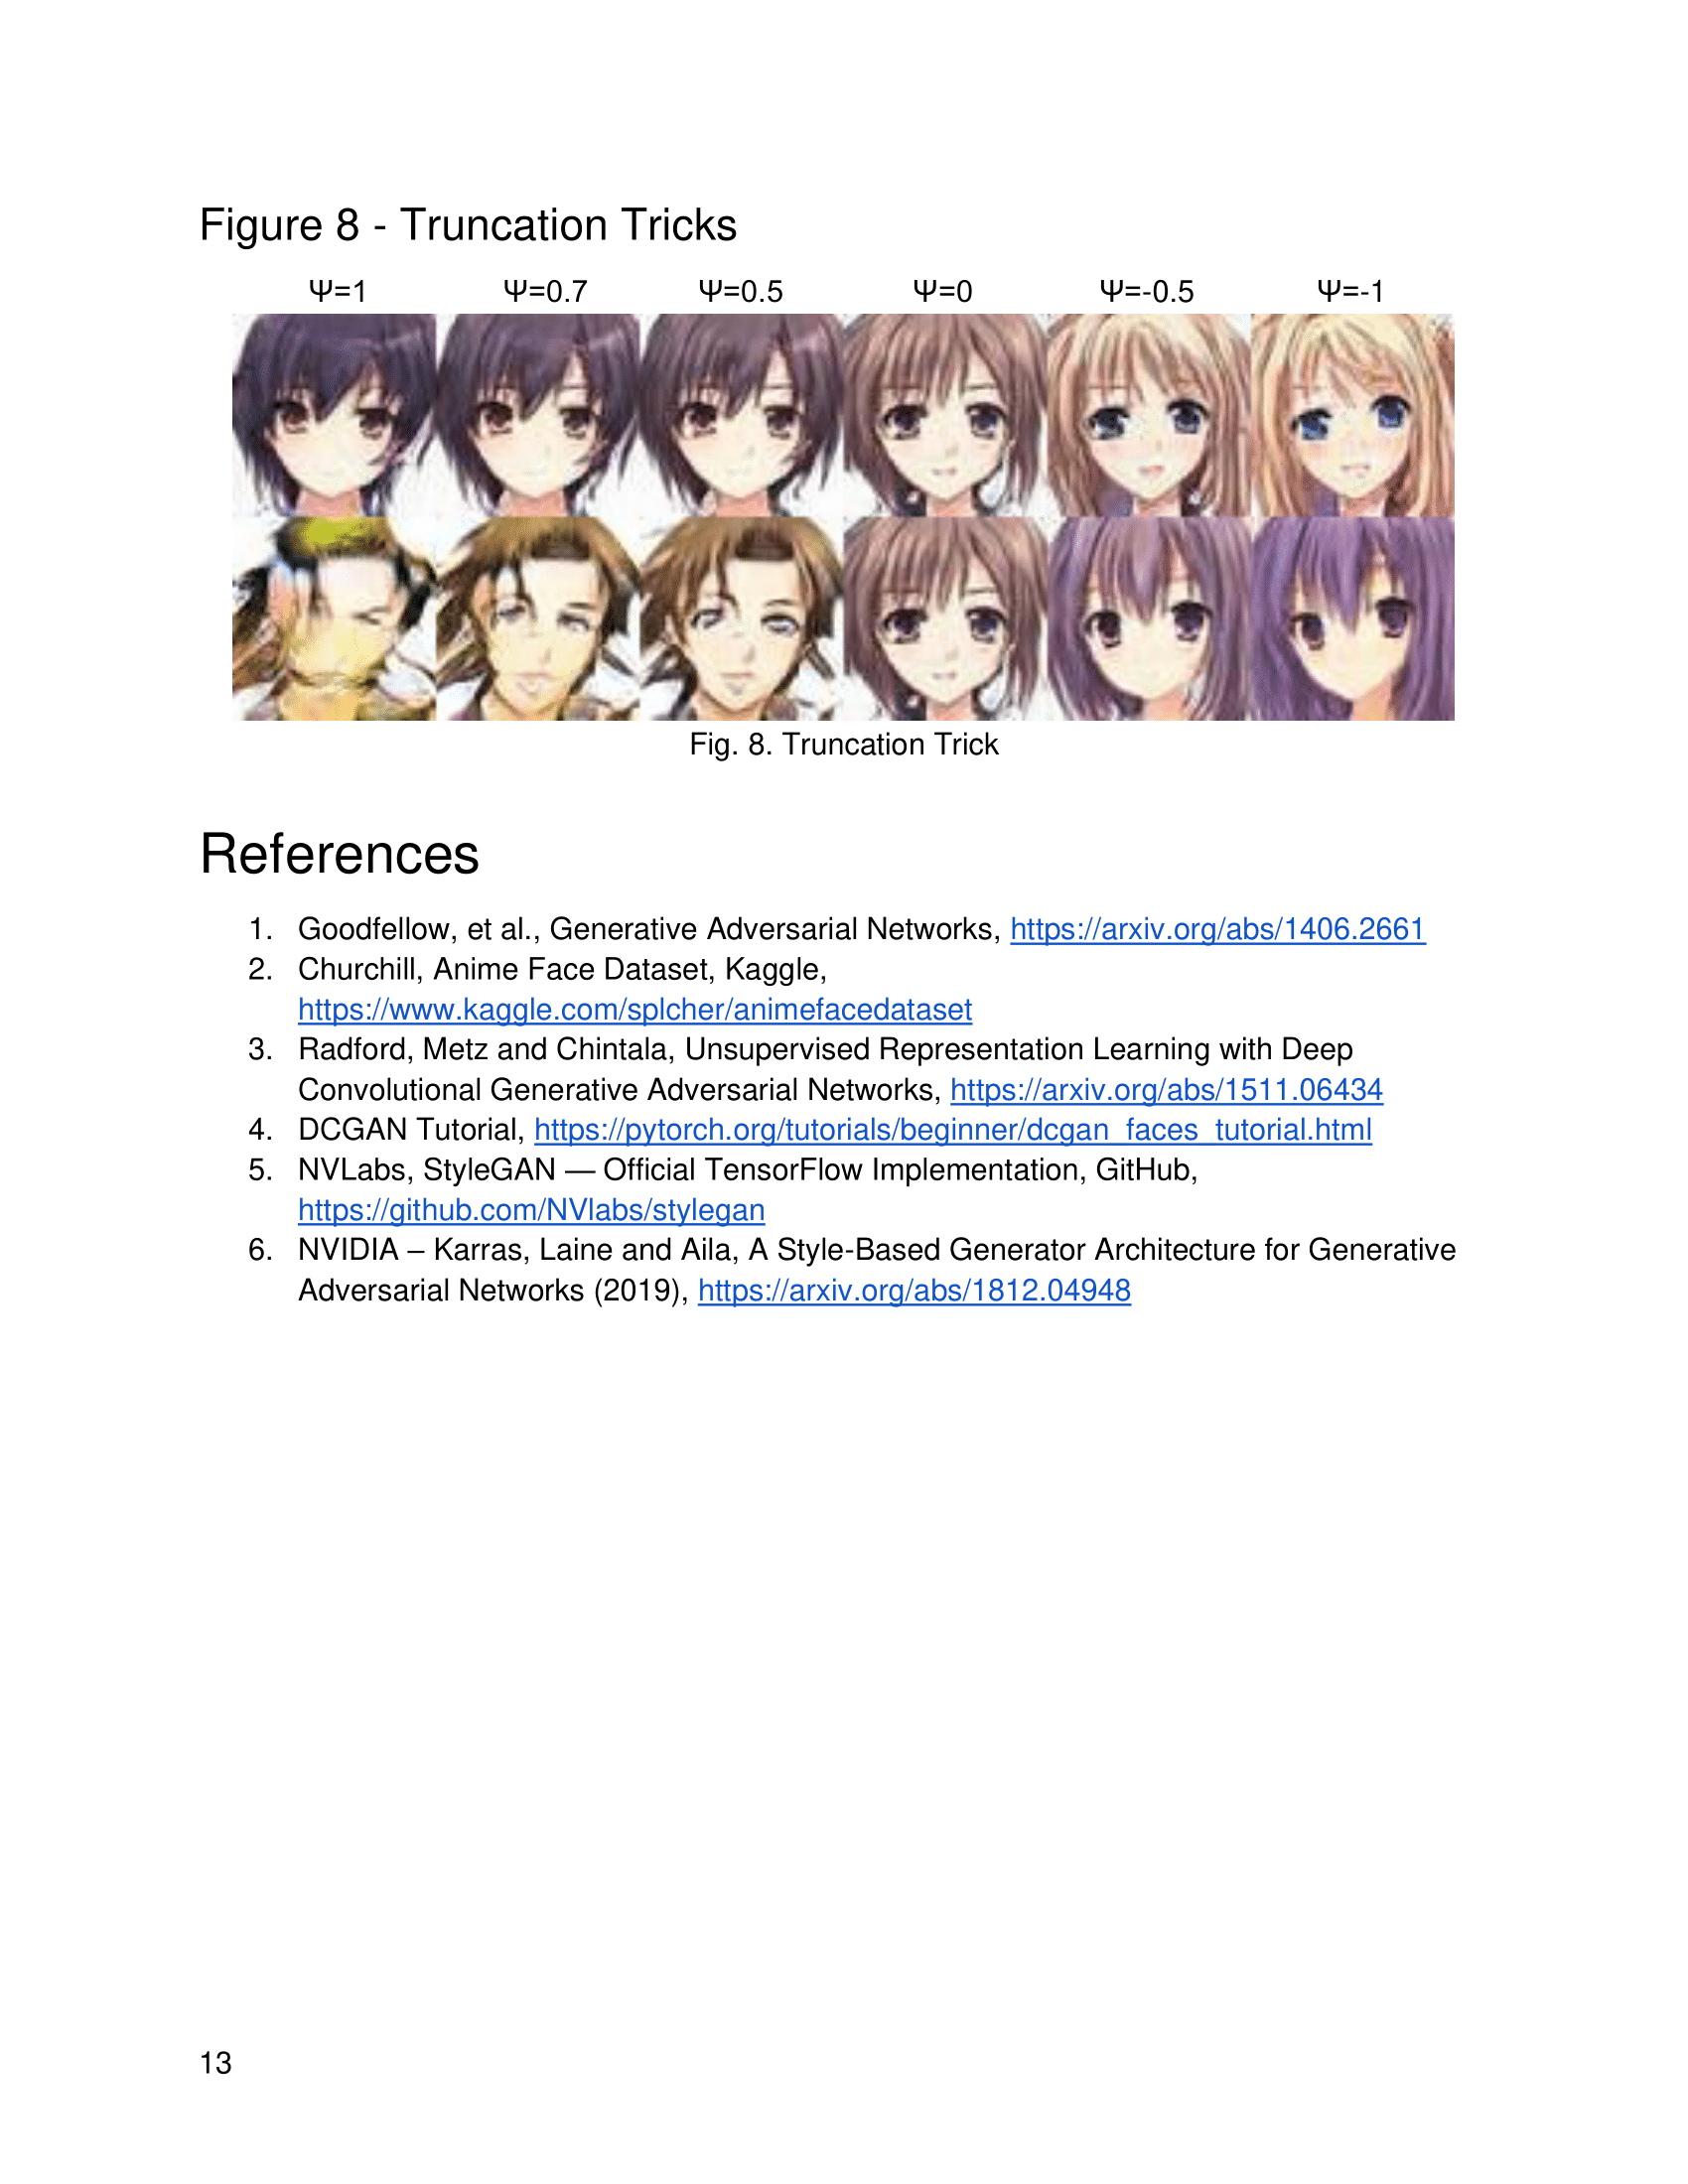 Figure 8 - Truncation Tricks
Ψ=1 Ψ=0.7 Ψ=0.5 Ψ=0 Ψ=-0.5 Ψ=-1
Fig. 8. Truncation Trick
References
1. Goodfellow, et al., Generative Adversarial Networks, https://arxiv.org/abs/1406.2661
2. Churchill, Anime Face Dataset, Kaggle,
https://www.kaggle.com/splcher/animefacedataset
3. Radford, Metz and Chintala, Unsupervised Representation Learning with Deep
Convolutional Generative Adversarial Networks, https://arxiv.org/abs/1511.06434
4. DCGAN Tutorial, https://pytorch.org/tutorials/beginner/dcgan_faces_tutorial.html
5. NVLabs, StyleGAN — Official TensorFlow Implementation, GitHub,
https://github.com/NVlabs/stylegan
6. NVIDIA – Karras, Laine and Aila, A Style-Based Generator Architecture for Generative
Adversarial Networks (2019), https://arxiv.org/abs/1812.04948
13